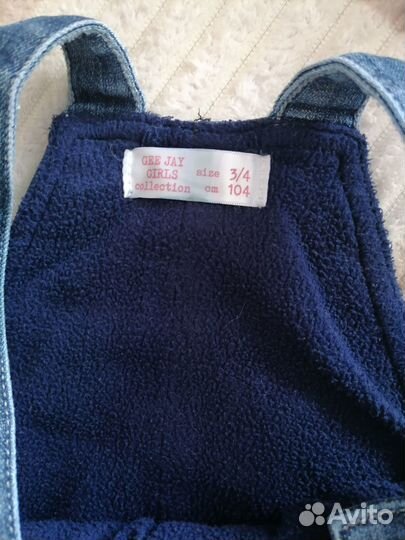 GEE JAY
GIRLS
collection
size 3/4
cm 104
Avito